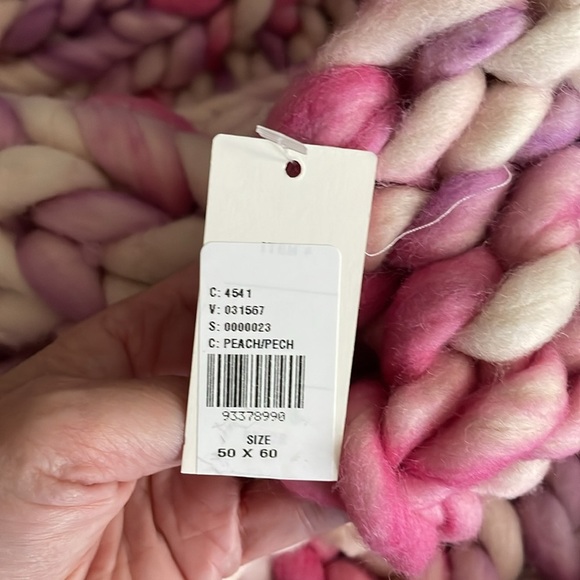 C: 4541
V: 031567
S: 0000023
C: PEACH/PECH
93378990
SIZE
50 X 60